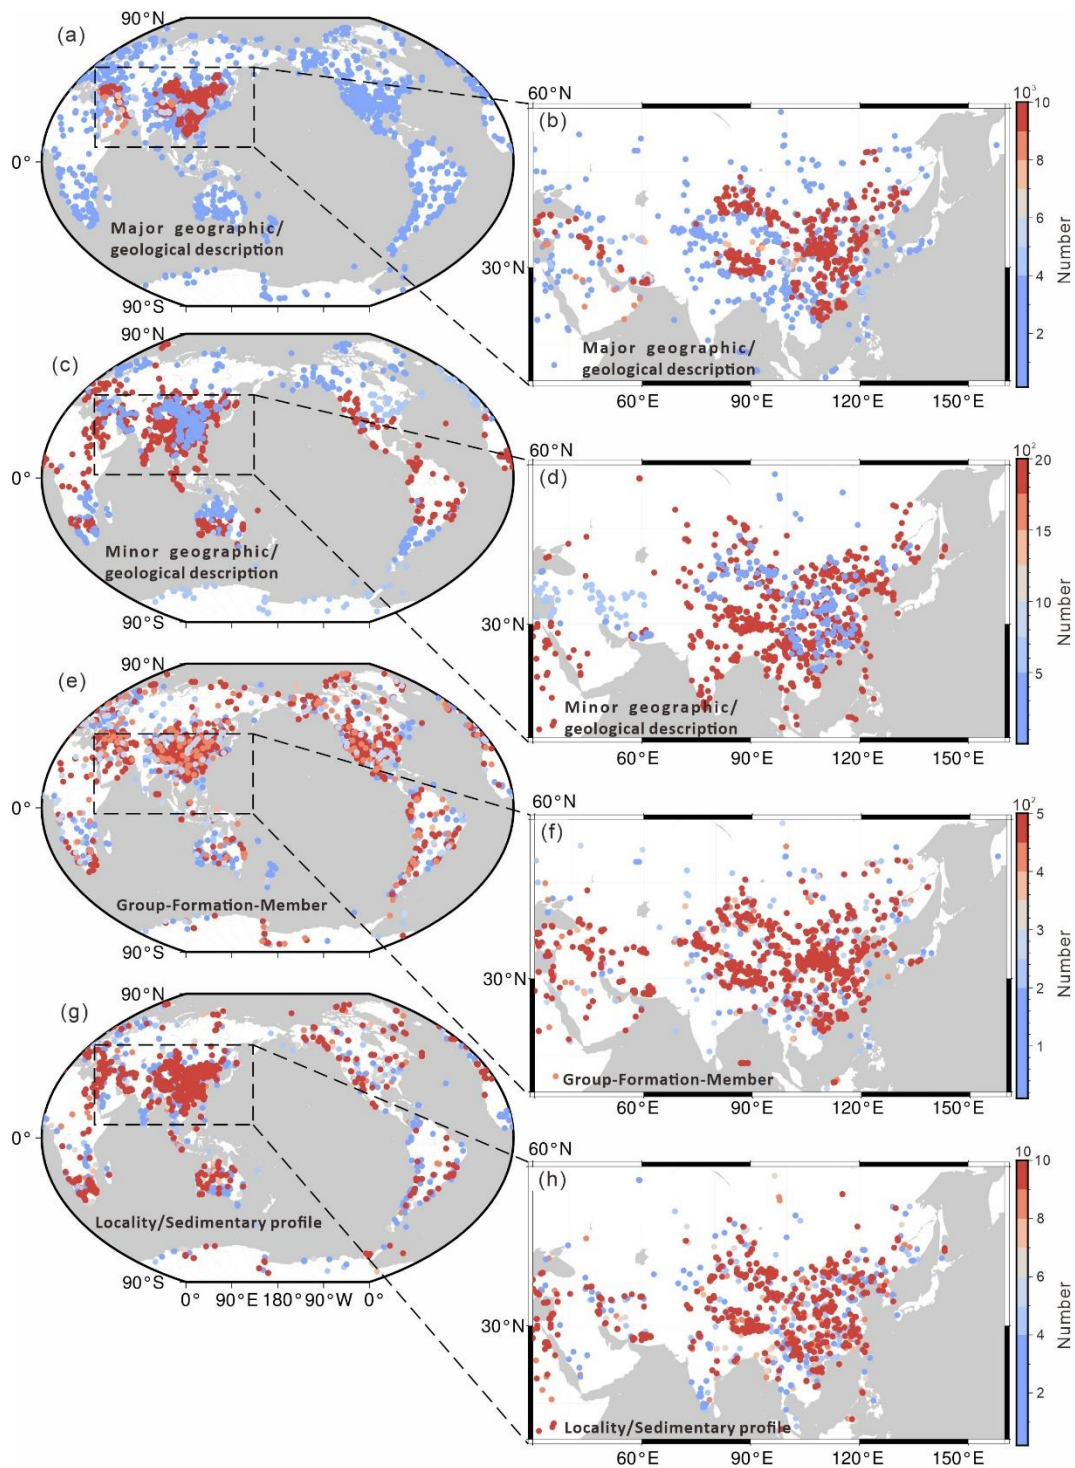 90°N
(a)
0°
Major geographic/
geological description
90°S
60°N
(b)
30°N
Major geographic/
geological description
60°E
90°E
120°E
150°E
10³
10
8
6
4
2
Number
90°N
(c)
0°
Minor geographic/
geological description
90°S
60°N
(d)
30°N
Minor geographic/
geological description
60°E
90°E
120°E
150°E
10²
20
15
10
5
Number
90°N
(e)
0°
Group-Formation-Member
90°S
60°N
(f)
30°N
Group-Formation-Member
60°E
90°E
120°E
150°E
10²
5
4
3
2
1
Number
90°N
(g)
0°
Locality/Sedimentary profile
90°S
0°
90°E
180°
90°W
0°
60°N
(h)
30°N
Locality/Sedimentary profile
60°E
90°E
120°E
150°E
10
10
8
6
4
2
Number